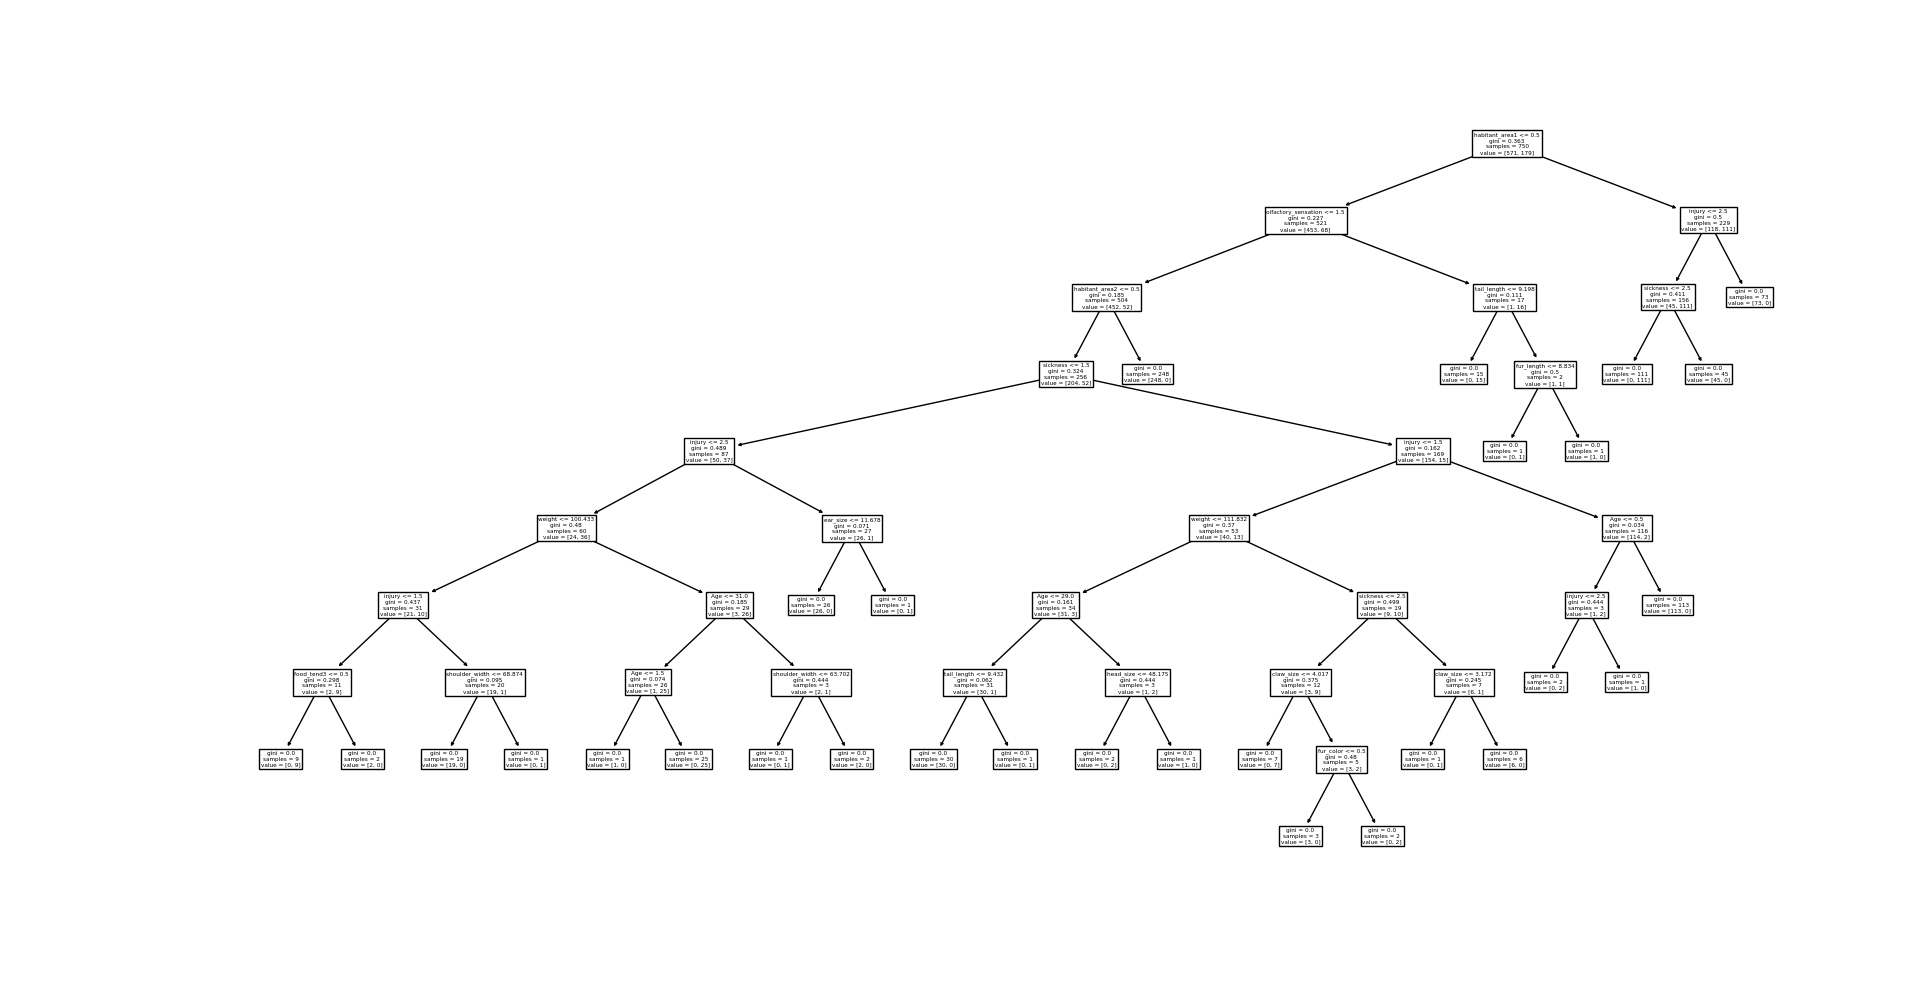 habitant_area1 <= 0.5
gini = 0.363
samples = 750
value = [571, 179]
olfactory_sensation <= 1.5
gini = 0.227
samples = 521
value = [453, 68]
injury <= 2.5
gini = 0.5
samples = 229
value = [118, 111]
habitant_area2 <= 0.5
gini = 0.185
samples = 504
value = [452, 52]
tail_length <= 9.198
gini = 0.111
samples = 17
value = [1, 16]
sickness <= 2.5
gini = 0.411
samples = 156
value = [45, 111]
gini = 0.0
samples = 73
value = [73, 0]
sickness <= 1.5
gini = 0.324
samples = 256
value = [204, 52]
gini = 0.0
samples = 248
value = [248, 0]
gini = 0.0
samples = 15
value = [0, 15]
fur_length <= 8.834
gini = 0.5
samples = 2
value = [1, 1]
gini = 0.0
samples = 111
value = [0, 111]
gini = 0.0
samples = 45
value = [45, 0]
injury <= 2.5
gini = 0.489
samples = 87
value = [50, 37]
injury <= 1.5
gini = 0.162
samples = 169
value = [154, 15]
gini = 0.0
samples = 1
value = [0, 1]
gini = 0.0
samples = 1
value = [1, 0]
weight <= 100.433
gini = 0.48
samples = 60
value = [24, 36]
ear_size <= 11.678
gini = 0.071
samples = 27
value = [26, 1]
weight <= 111.832
gini = 0.37
samples = 53
value = [40, 13]
Age <= 0.5
gini = 0.034
samples = 116
value = [114, 2]
injury <= 1.5
gini = 0.437
samples = 31
value = [21, 10]
Age <= 31.0
gini = 0.185
samples = 29
value = [3, 26]
gini = 0.0
samples = 26
value = [26, 0]
gini = 0.0
samples = 1
value = [0, 1]
Age <= 29.0
gini = 0.161
samples = 34
value = [31, 3]
sickness <= 2.5
gini = 0.499
samples = 19
value = [9, 10]
injury <= 2.5
gini = 0.444
samples = 3
value = [1, 2]
gini = 0.0
samples = 113
value = [113, 0]
food_tend3 <= 0.5
gini = 0.298
samples = 11
value = [2, 9]
shoulder_width <= 68.874
gini = 0.095
samples = 20
value = [19, 1]
Age <= 1.5
gini = 0.074
samples = 26
value = [1, 25]
shoulder_width <= 63.702
gini = 0.444
samples = 3
value = [2, 1]
tail_length <= 9.432
gini = 0.062
samples = 31
value = [30, 1]
head_size <= 48.175
gini = 0.444
samples = 3
value = [1, 2]
claw_size <= 4.017
gini = 0.375
samples = 12
value = [3, 9]
claw_size <= 3.172
gini = 0.245
samples = 7
value = [6, 1]
gini = 0.0
samples = 2
value = [0, 2]
gini = 0.0
samples = 1
value = [1, 0]
gini = 0.0
samples = 9
value = [0, 9]
gini = 0.0
samples = 2
value = [2, 0]
gini = 0.0
samples = 19
value = [19, 0]
gini = 0.0
samples = 1
value = [0, 1]
gini = 0.0
samples = 1
value = [1, 0]
gini = 0.0
samples = 25
value = [0, 25]
gini = 0.0
samples = 1
value = [0, 1]
gini = 0.0
samples = 2
value = [2, 0]
gini = 0.0
samples = 30
value = [30, 0]
gini = 0.0
samples = 1
value = [0, 1]
gini = 0.0
samples = 2
value = [0, 2]
gini = 0.0
samples = 1
value = [1, 0]
gini = 0.0
samples = 7
value = [0, 7]
fur_color <= 0.5
gini = 0.48
samples = 5
value = [3, 2]
gini = 0.0
samples = 1
value = [0, 1]
gini = 0.0
samples = 6
value = [6, 0]
gini = 0.0
samples = 3
value = [3, 0]
gini = 0.0
samples = 2
value = [0, 2]